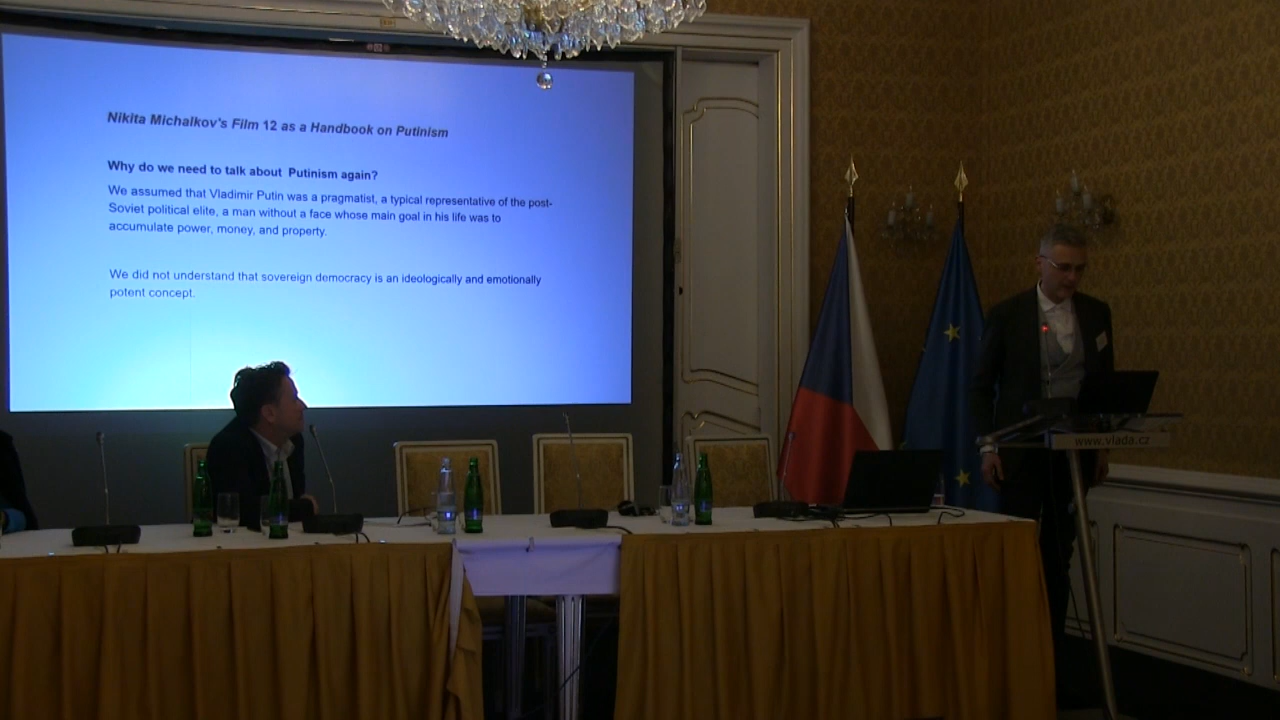 Nikita Michalkov's Film 12 as a Handbook on Putinism
Why do we need to talk about Putinism again?
We assumed that Vladimir Putin was a pragmatist, a typical representative of the post-
Soviet political elite, a man without a face whose main goal in his life was to
accumulate power, money, and property.
We did not understand that sovereign democracy is an ideologically and emotionally
potent concept.
www.vlada.cz